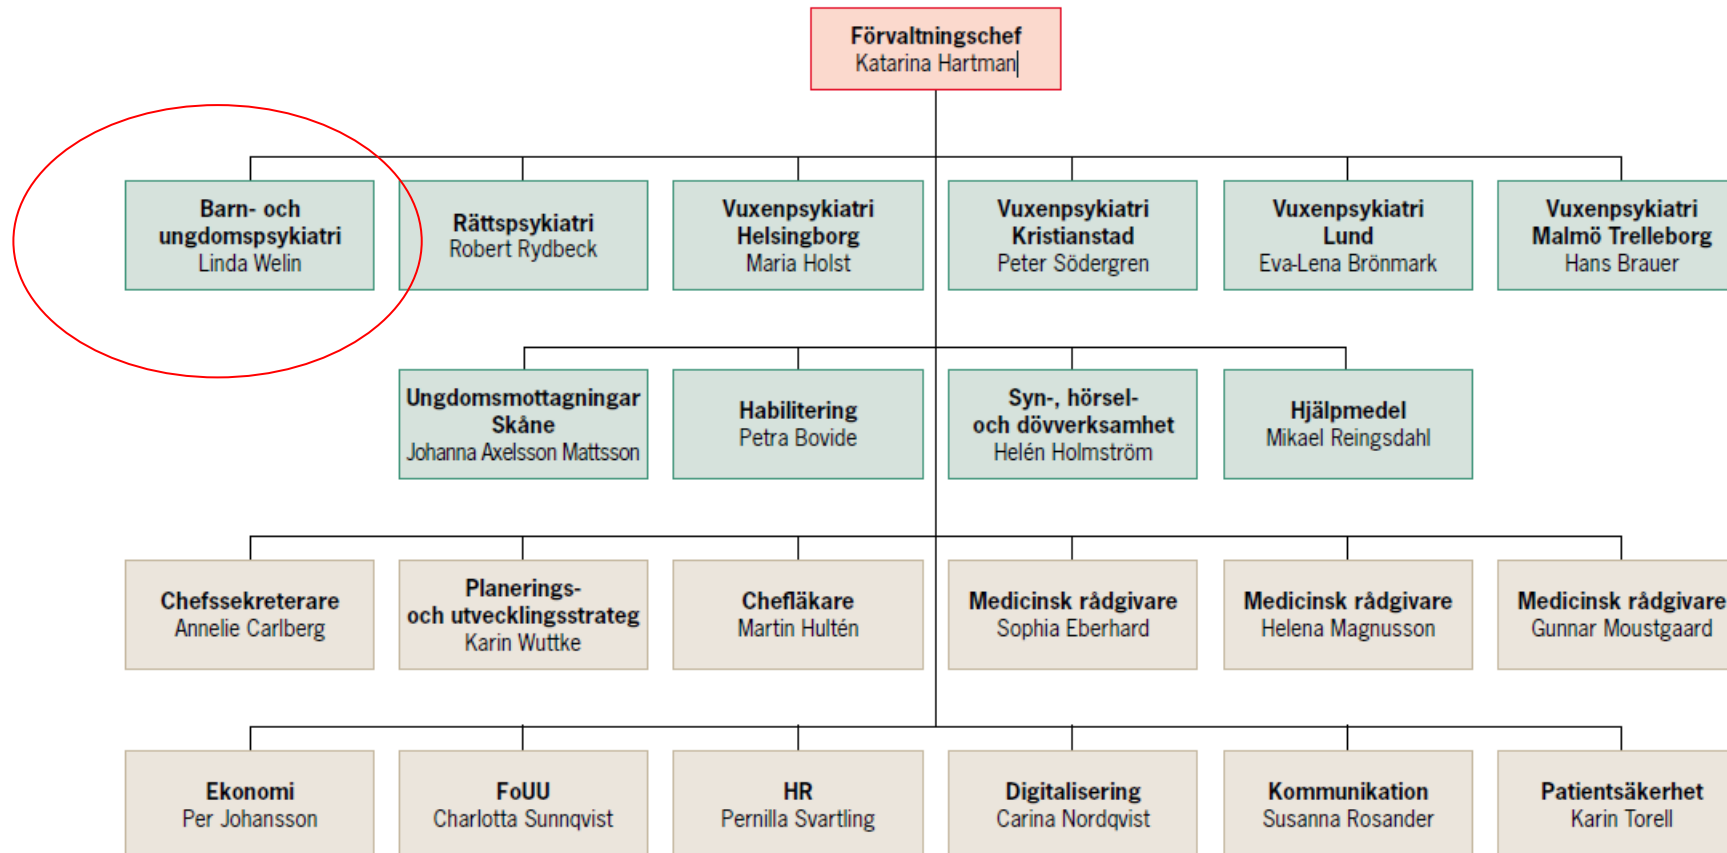 Förvaltningschef
Katarina Hartman
Barn- och
ungdomspsykiatri
Linda Welin
Rättspsykiatri
Robert Rydbeck
Vuxenpsykiatri
Helsingborg
Maria Holst
Vuxenpsykiatri
Kristianstad
Peter Södergren
Vuxenpsykiatri
Lund
Eva-Lena Brönmark
Vuxenpsykiatri
Malmö Trelleborg
Hans Brauer
Ungdomsmottagningar
Skåne
Johanna Axelsson Mattsson
Habilitering
Petra Bovide
Syn-, hörsel-
och dövverksamhet
Helén Holmström
Hjälpmedel
Mikael Reingsdahl
Chefssekreterare
Annelie Carlberg
Planerings-
och utvecklingsstrateg
Karin Wuttke
Chefläkare
Martin Hultén
Medicinsk rådgivare
Sophia Eberhard
Medicinsk rådgivare
Helena Magnusson
Medicinsk rådgivare
Gunnar Moustgaard
Ekonomi
Per Johansson
FoUU
Charlotta Sunnqvist
HR
Pernilla Svartling
Digitalisering
Carina Nordqvist
Kommunikation
Susanna Rosander
Patientsäkerhet
Karin Torell